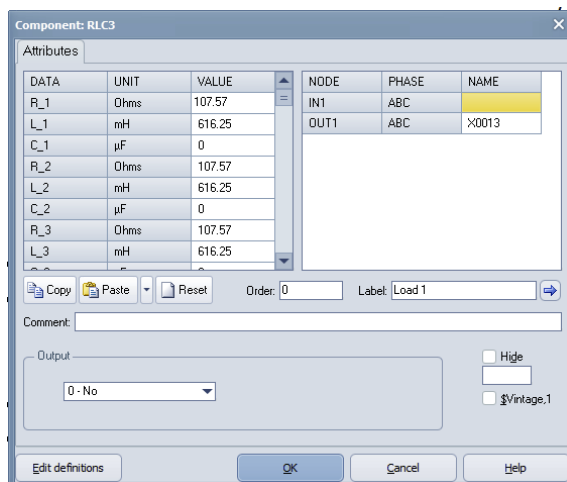 Component: RLC3
Attributes
DATA UNIT VALUE
R_1 Ohms 107.57
L_1 mH 616.25
C_1 µF 0
R_2 Ohms 107.57
L_2 mH 616.25
C_2 µF 0
R_3 Ohms 107.57
L_3 mH 616.25
NODE PHASE NAME
IN1 ABC
OUT1 ABC X0013
Copy Paste Reset Order: 0 Label: Load 1
Comment:
Output
0 - No
Hide
$Vintage,1
Edit definitions OK Cancel Help